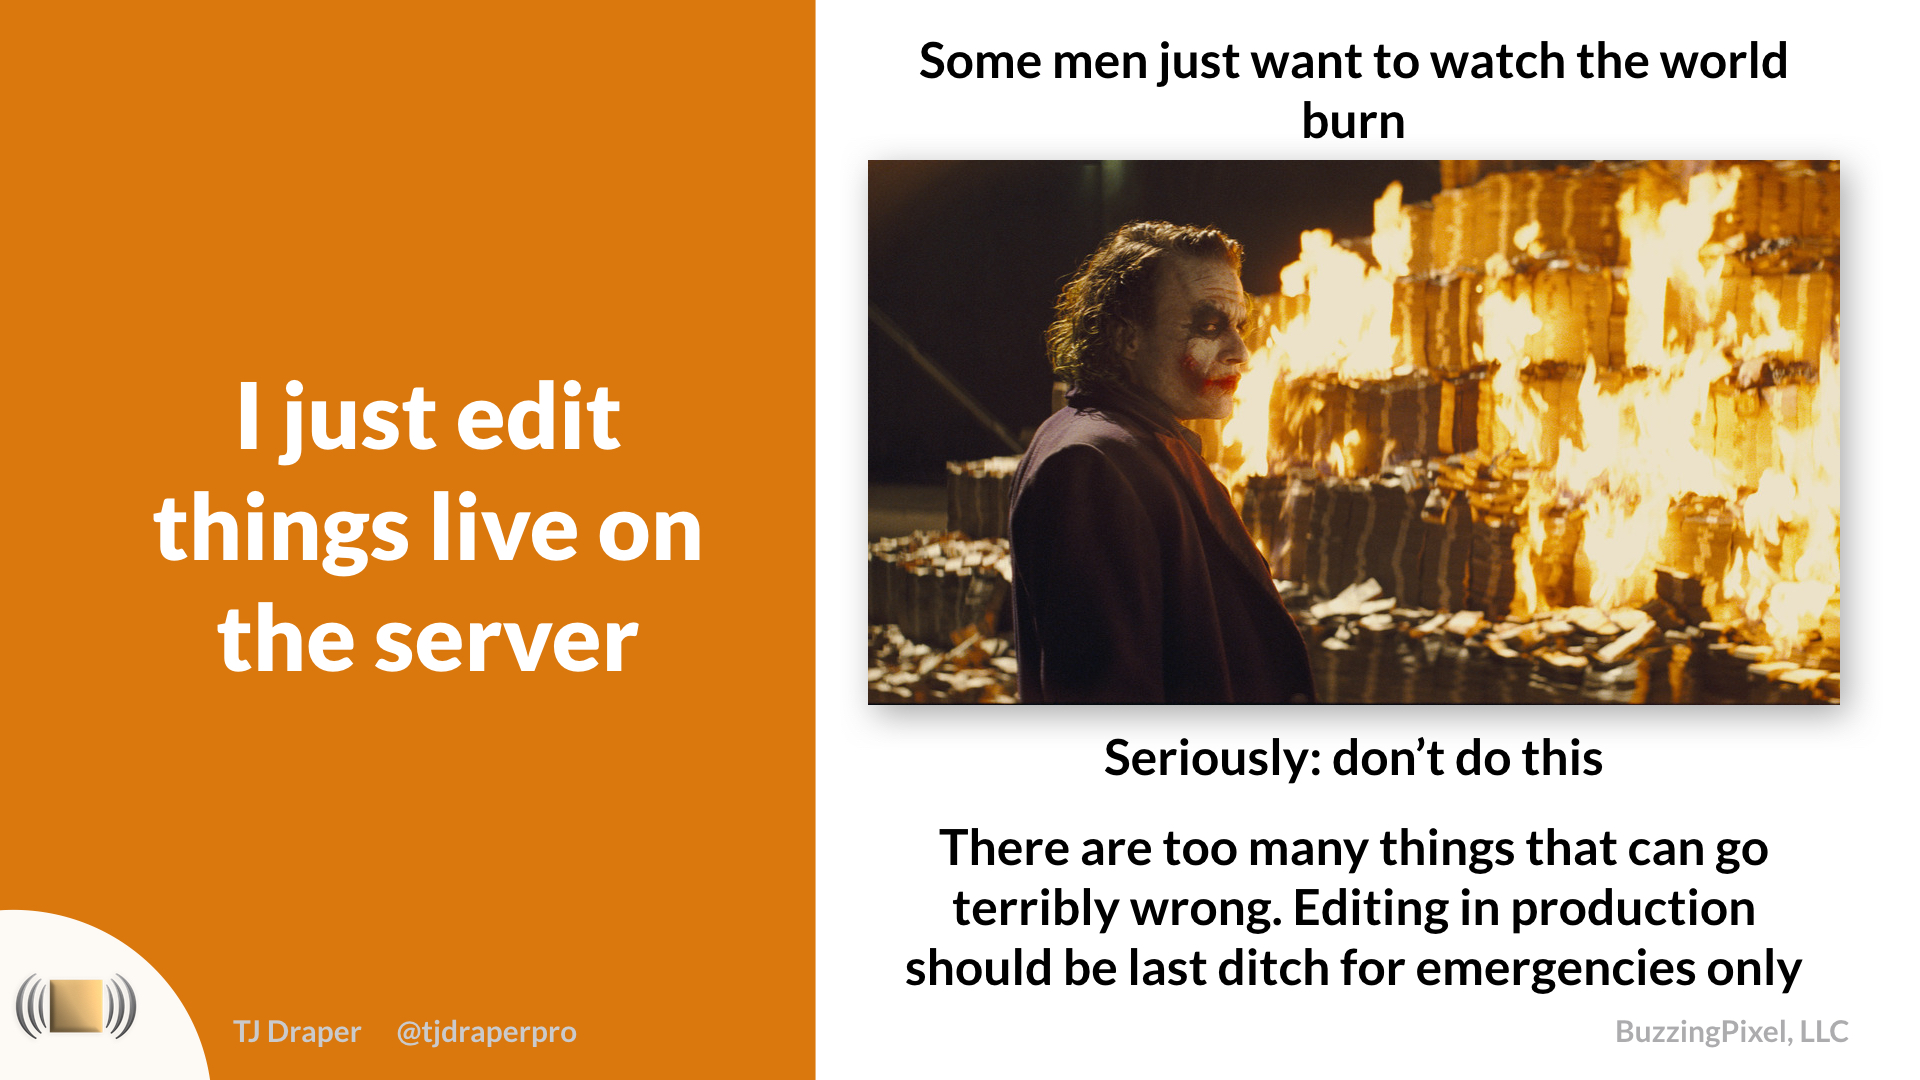 I just edit
things live on
the server
Some men just want to watch the world
burn
Seriously: don’t do this
There are too many things that can go
terribly wrong. Editing in production
should be last ditch for emergencies only
TJ Draper @tjdraperpro
BuzzingPixel, LLC